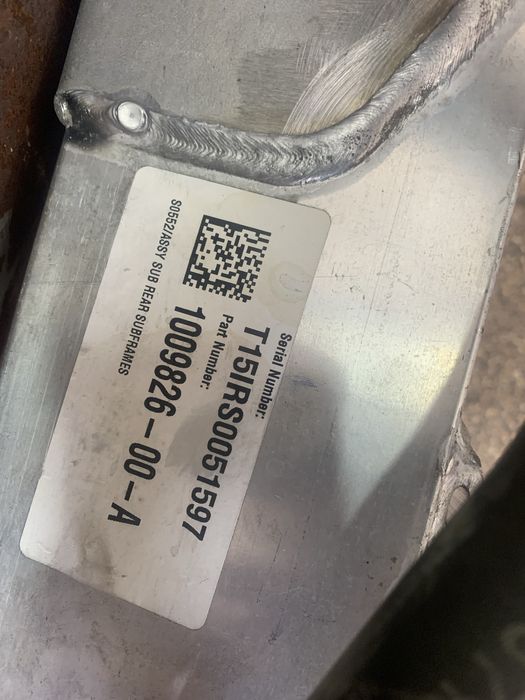 Serial Number:
T15IRS0051597
Part Number:
1009826-00-A
S0552/ASSY SUB REAR SUBFRAMES